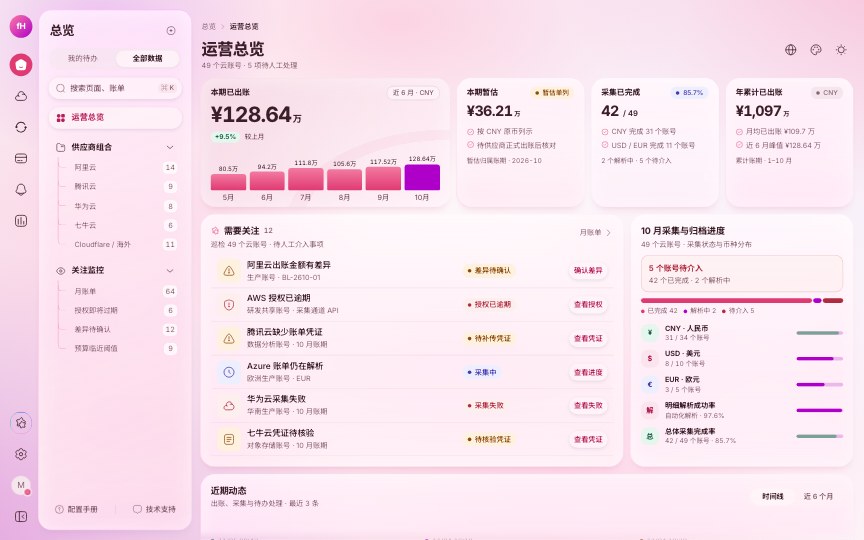 fH
总览
我的待办
全部数据
搜索页面、账单
⌘ K
运营总览
供应商组合
阿里云 14
腾讯云 9
华为云 8
七牛云 6
Cloudflare / 海外 11
关注监控
月账单 64
授权即将过期 6
差异待确认 12
预算临近阈值 9
M
配置手册
技术支持
总览 › 运营总览
运营总览
49 个云账号 · 5 项待人工处理
本期已出账
近 6 月 · CNY
¥128.64万
+9.5% 较上月
80.5万 94.2万 111.8万 105.6万 117.52万 128.64万
5月 6月 7月 8月 9月 10月
本期暂估
暂估单列
¥36.21万
按 CNY 原币列示
待供应商正式出账后核对
暂估归属账期 · 2026-10
采集已完成
85.7%
42 / 49
CNY 完成 31 个账号
USD / EUR 完成 11 个账号
2 个解析中 · 5 个待介入
年累计已出账
CNY
¥1,097万
月均已出账 ¥109.7 万
近 6 月峰值 ¥128.64 万
累计账期 · 1–10 月
需要关注 12
巡检 49 个云账号 · 待人工介入事项
月账单
阿里云出账金额有差异
生产账号 · BL-2610-01
差异待确认
确认差异
AWS 授权已逾期
研发共享账号 · 采集通道 API
授权已逾期
查看授权
腾讯云缺少账单凭证
数据分析账号 · 10 月账期
待补传凭证
查看凭证
Azure 账单仍在解析
欧洲生产账号 · EUR
采集中
查看进度
华为云采集失败
华南生产账号 · 10 月账期
采集失败
查看失败
七牛云凭证待核验
对象存储账号 · 10 月账期
待核验凭证
查看凭证
10 月采集与归档进度
49 个云账号 · 采集状态与币种分布
5 个账号待介入
42 个已完成 · 2 个解析中
已完成 42 解析中 2 待介入 5
¥ CNY · 人民币
31 / 34 个账号
$ USD · 美元
8 / 10 个账号
€ EUR · 欧元
3 / 5 个账号
解 明细解析成功率
自动化解析 · 97.6%
总 总体采集完成率
42 / 49 个账号 · 85.7%
近期动态
出账、采集与待办处理 · 最近 3 条
时间线
近 6 个月